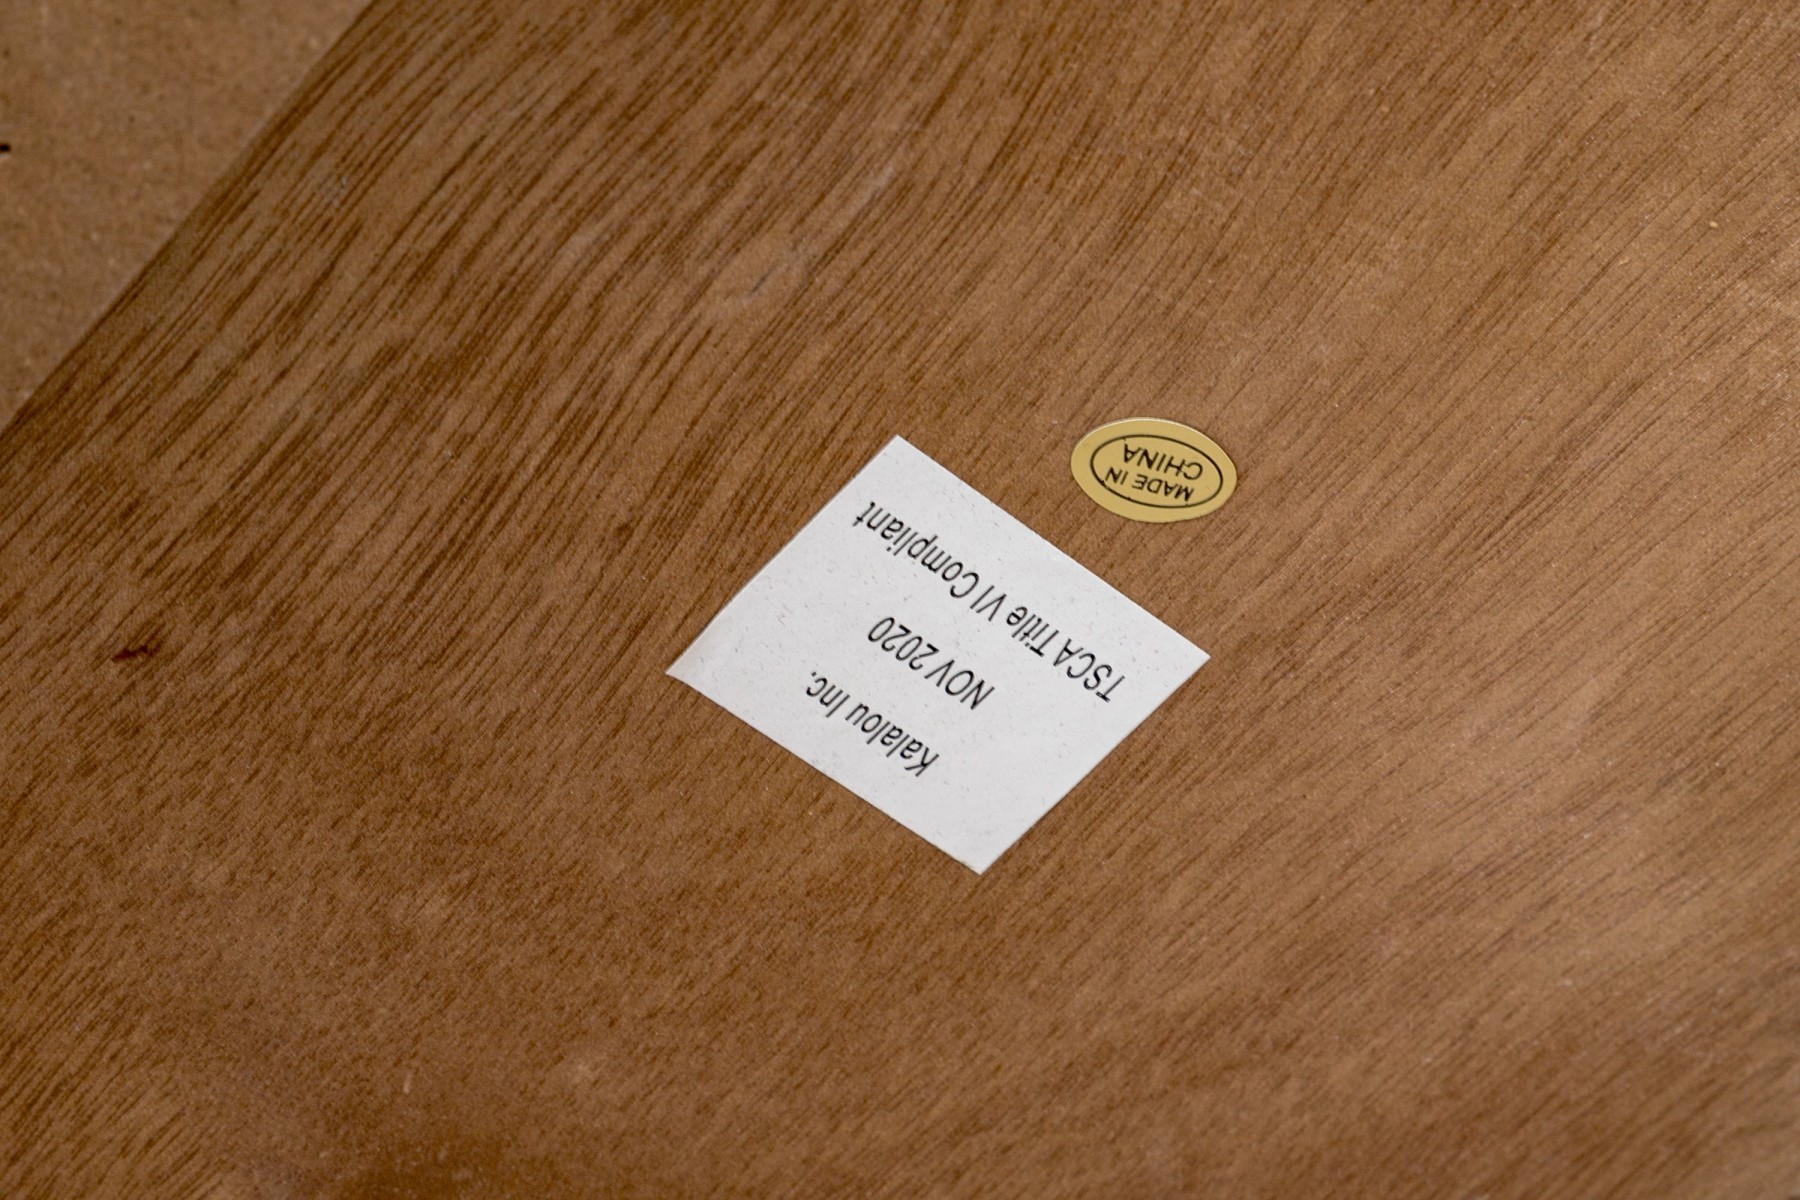 Kalalou Inc.
NOV 2020
TSCA Title VI Compliant
MADE IN
CHINA